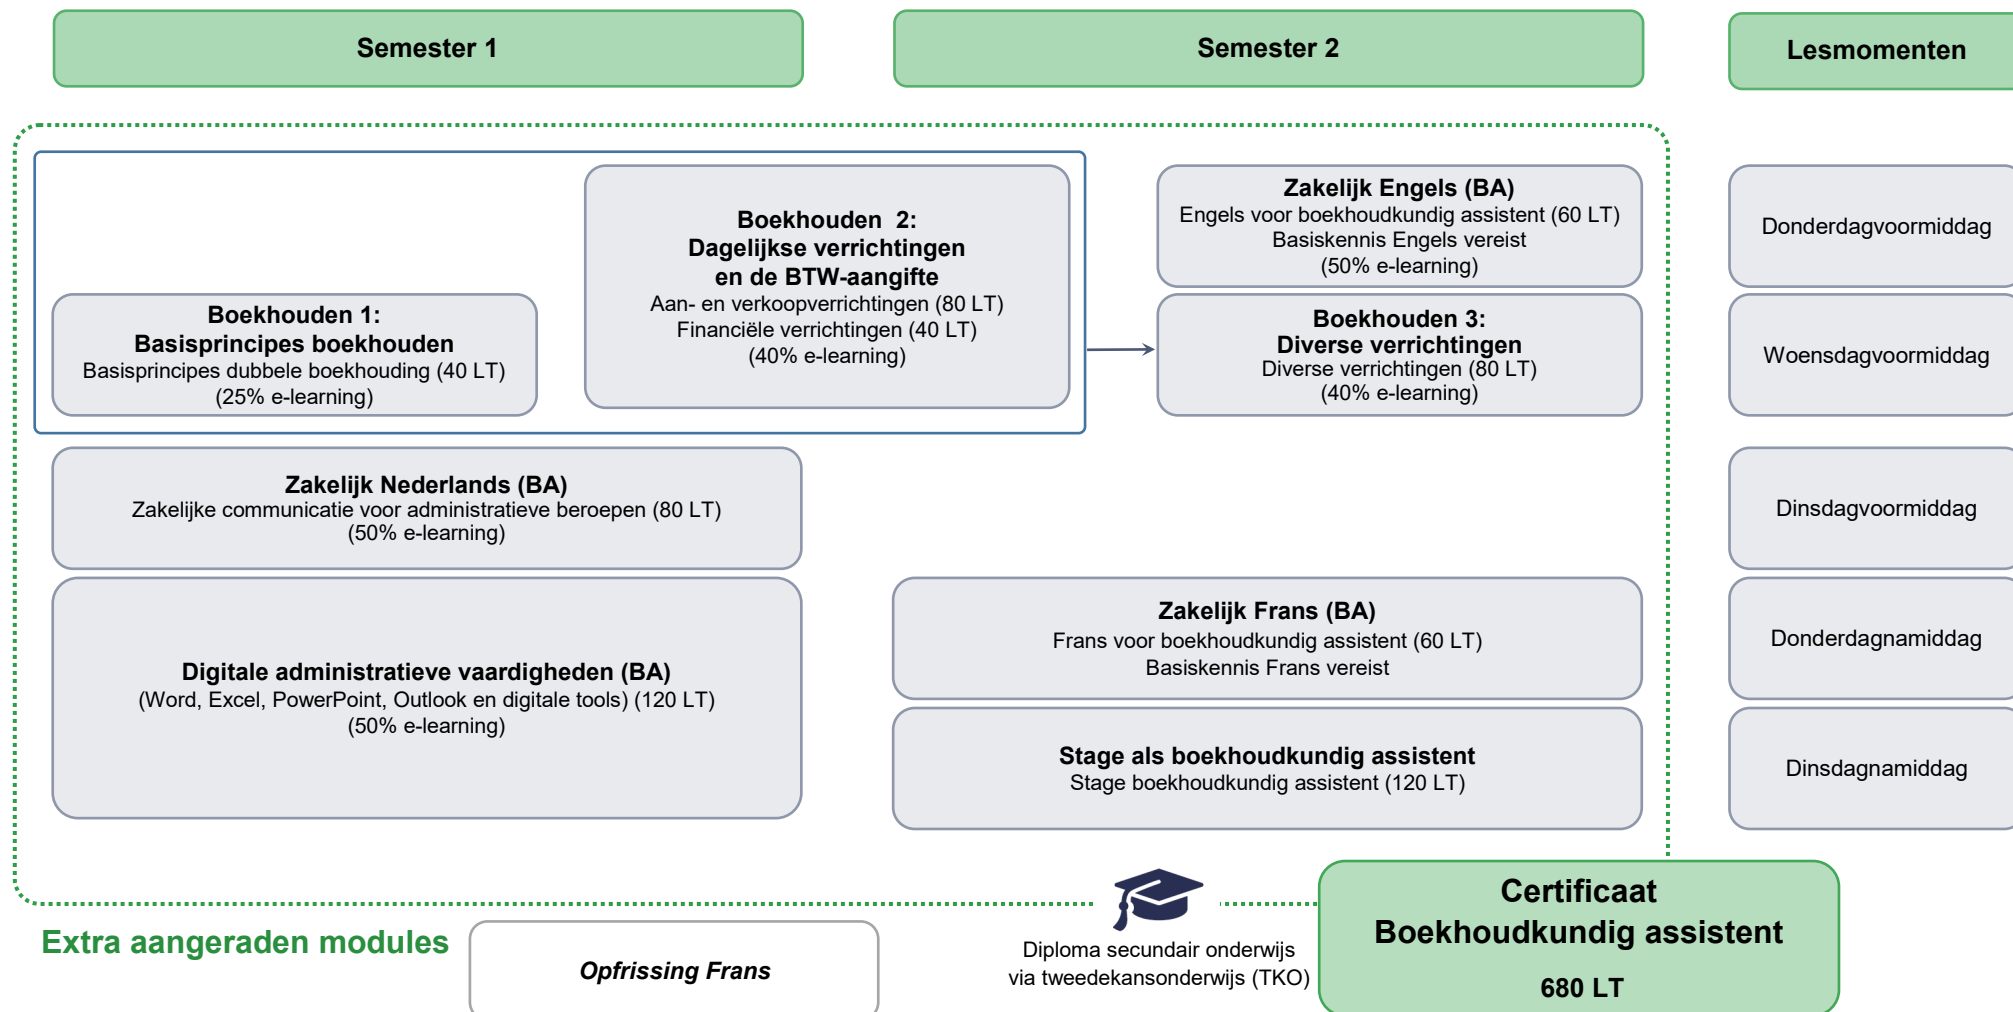 Semester 1
Semester 2
Lesmomenten
Boekhouden 1:
Basisprincipes boekhouden
Basisprincipes dubbele boekhouding (40 LT)
(25% e-learning)
Boekhouden 2:
Dagelijkse verrichtingen
en de BTW-aangifte
Aan- en verkoopverrichtingen (80 LT)
Financiële verrichtingen (40 LT)
(40% e-learning)
Zakelijk Engels (BA)
Engels voor boekhoudkundig assistent (60 LT)
Basiskennis Engels vereist
(50% e-learning)
Donderdagvoormiddag
Boekhouden 3:
Diverse verrichtingen
Diverse verrichtingen (80 LT)
(40% e-learning)
Woensdagvoormiddag
Zakelijk Nederlands (BA)
Zakelijke communicatie voor administratieve beroepen (80 LT)
(50% e-learning)
Dinsdagvoormiddag
Digitale administratieve vaardigheden (BA)
(Word, Excel, PowerPoint, Outlook en digitale tools) (120 LT)
(50% e-learning)
Zakelijk Frans (BA)
Frans voor boekhoudkundig assistent (60 LT)
Basiskennis Frans vereist
Donderdagnamiddag
Stage als boekhoudkundig assistent
Stage boekhoudkundig assistent (120 LT)
Dinsdagnamiddag
Extra aangeraden modules
Opfrissing Frans
Diploma secundair onderwijs
via tweedekansonderwijs (TKO)
Certificaat
Boekhoudkundig assistent
680 LT